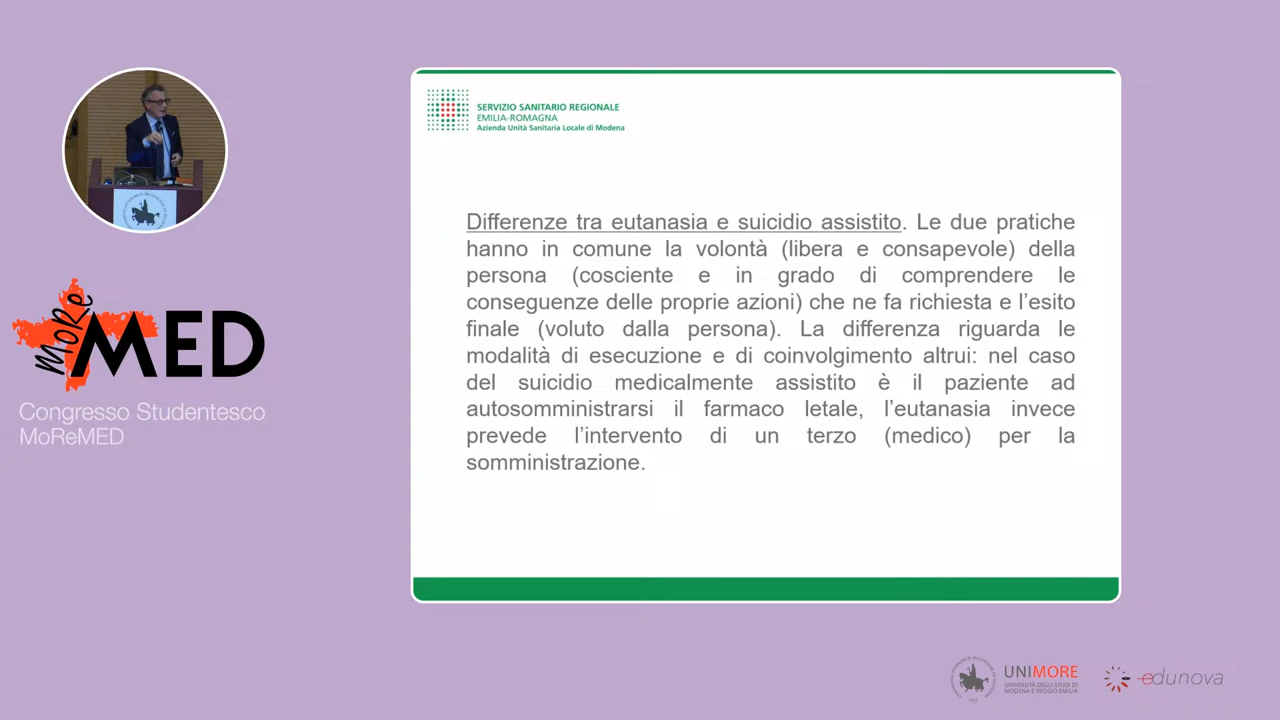 SERVIZIO SANITARIO REGIONALE
EMILIA-ROMAGNA
Azienda Unità Sanitaria Locale di Modena
Differenze tra eutanasia e suicidio assistito. Le due pratiche
hanno in comune la volontà (libera e consapevole) della
persona (cosciente e in grado di comprendere le
conseguenze delle proprie azioni) che ne fa richiesta e l'esito
finale (voluto dalla persona). La differenza riguarda le
modalità di esecuzione e di coinvolgimento altrui: nel caso
del suicidio medicalmente assistito è il paziente ad
autosomministrarsi il farmaco letale, l'eutanasia invece
prevede l'intervento di un terzo (medico) per la
somministrazione.
MoRe
MED
Congresso Studentesco
MoReMED
UNIMORE
UNIVERSITÀ DEGLI STUDI DI
MODENA E REGGIO EMILIA
edunova